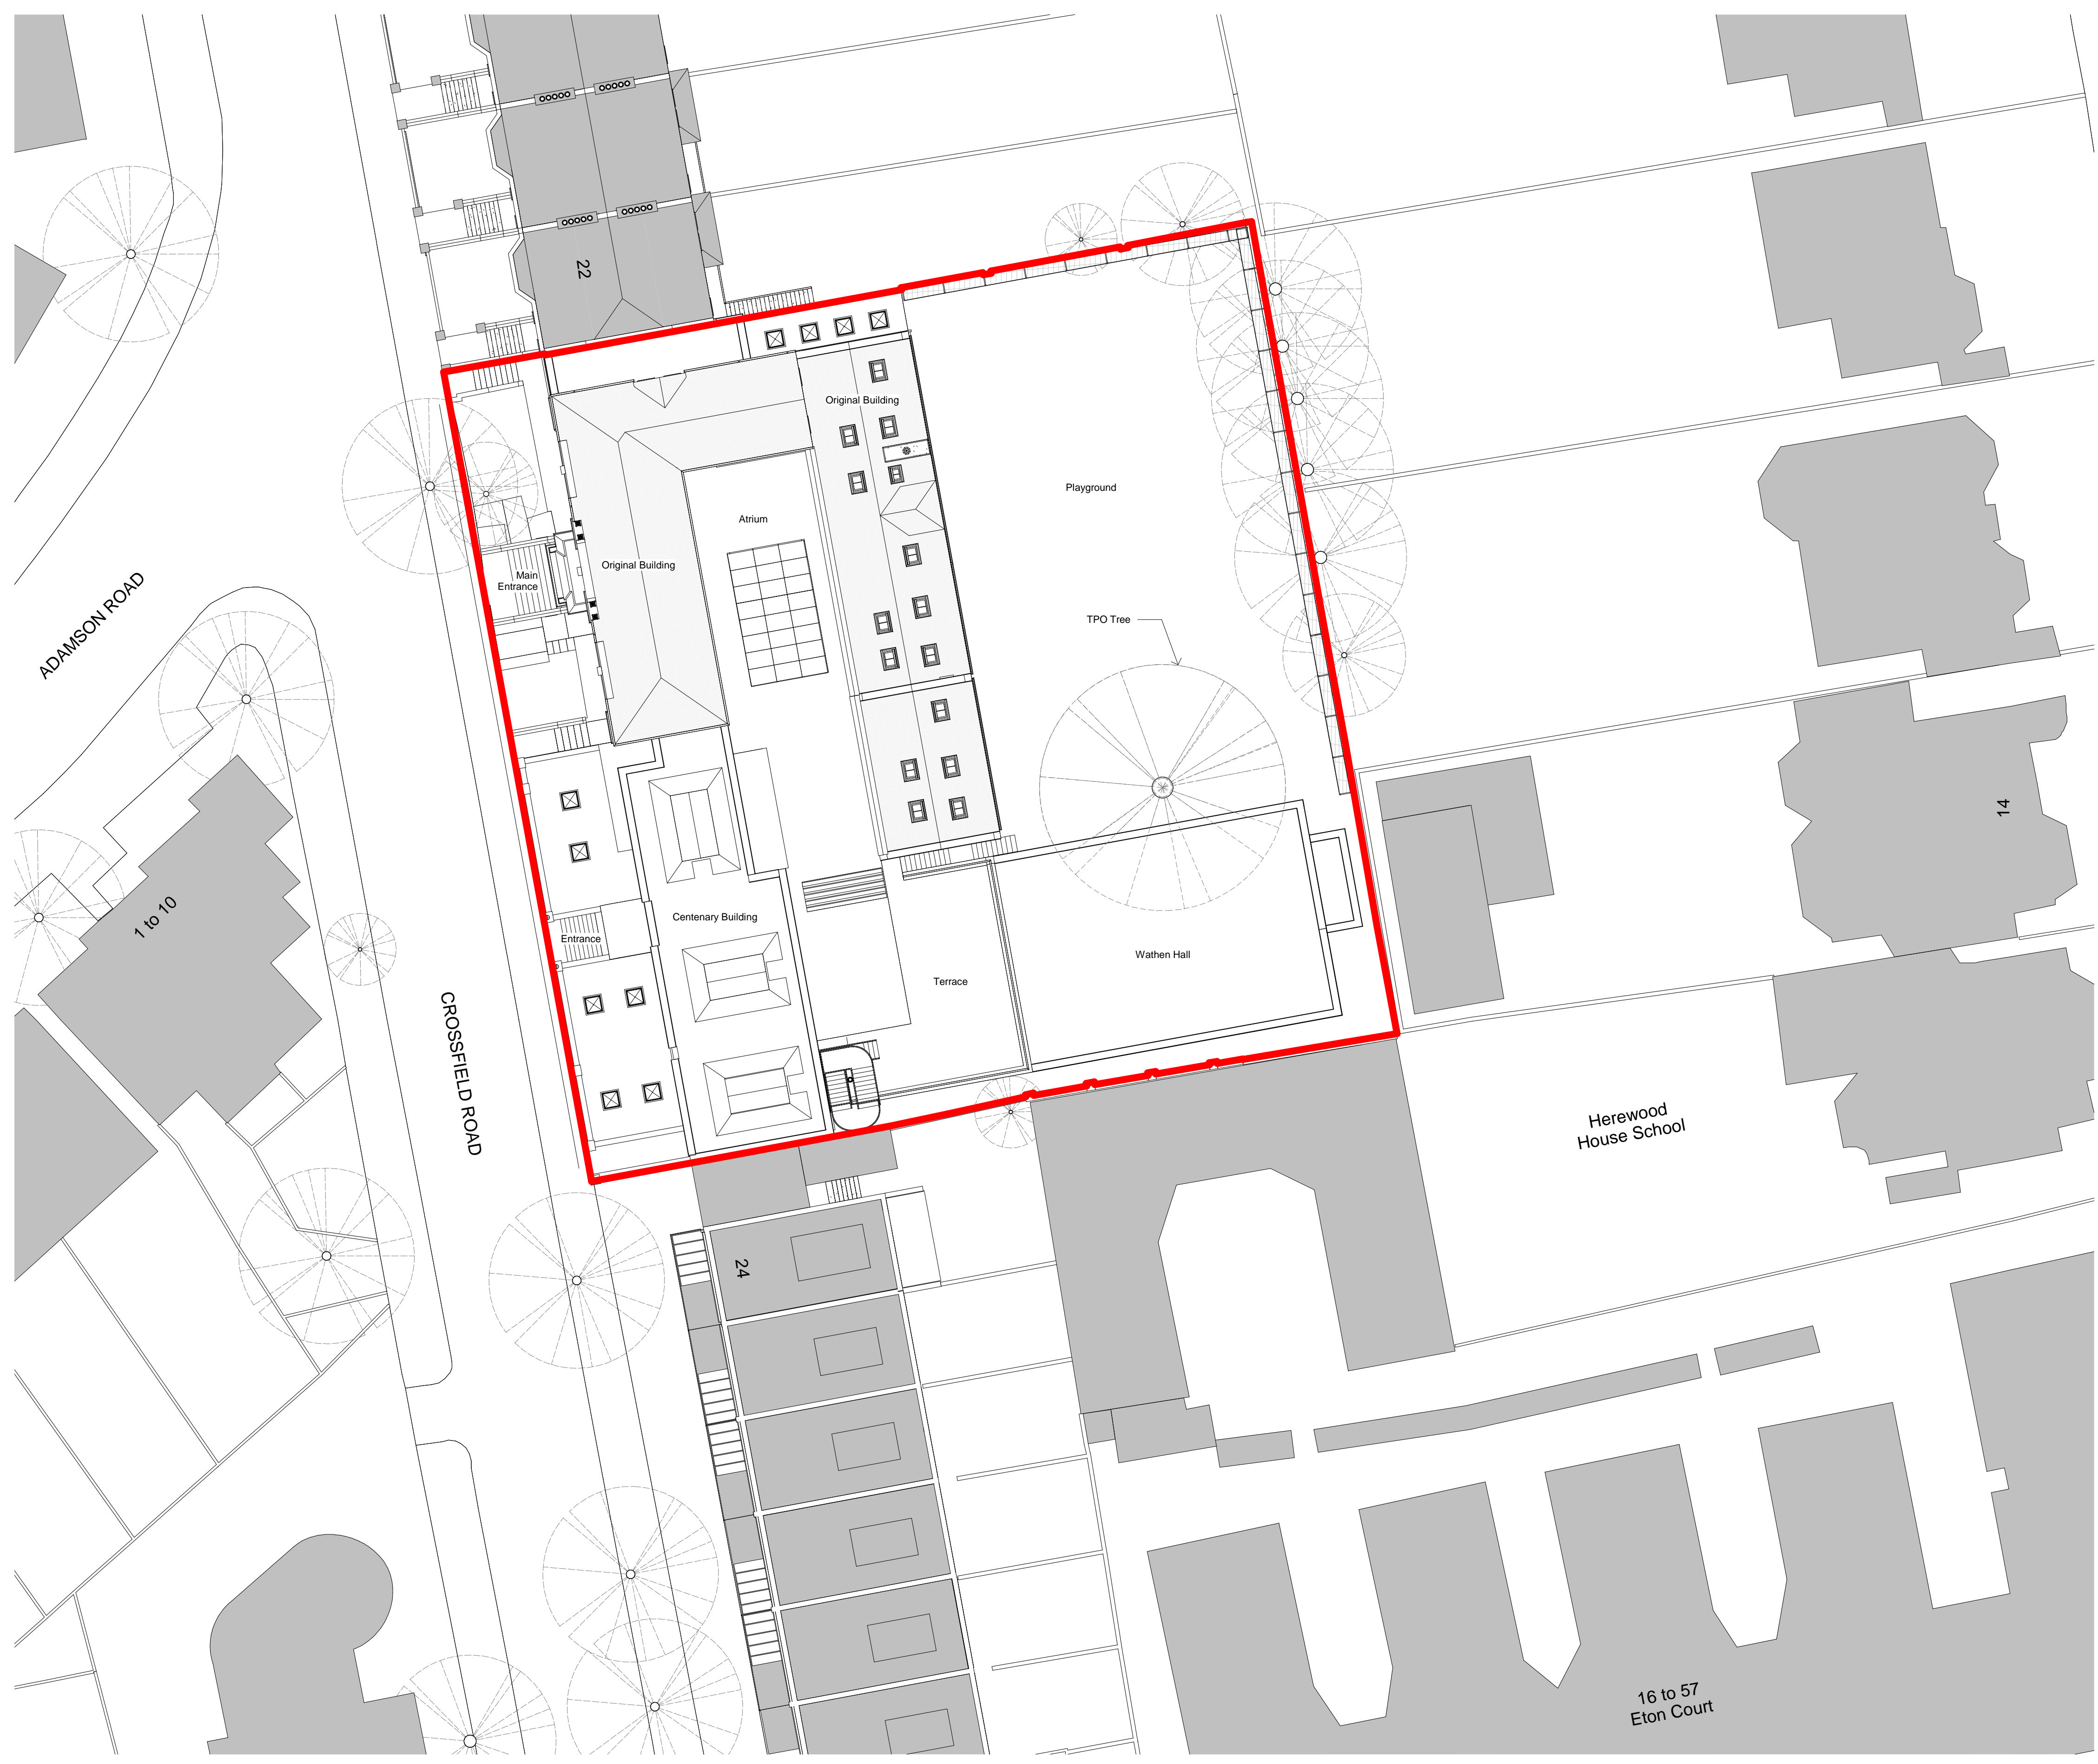 22
Original Building
Playground
Atrium
Original Building
Main
Entrance
ADAMSON ROAD
TPO Tree
14
1 to 10
Centenary Building
Entrance
Wathen Hall
Terrace
CROSSFIELD ROAD
Herewood
House School
24
16 to 57
Eton Court